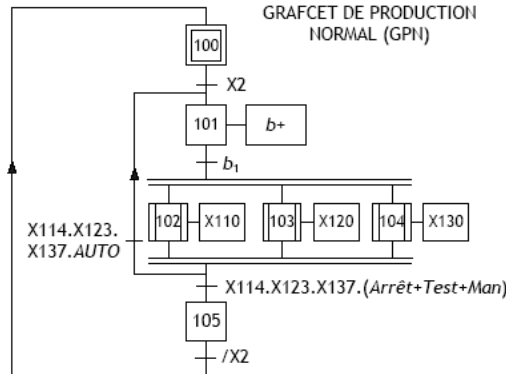 GRAFCET DE PRODUCTION
NORMAL (GPN)
100
X2
101
b+
b₁
102
X110
103
X120
104
X130
X114.X123.
X137.AUTO
X114.X123.X137.(Arrêt+Test+Man)
105
/X2